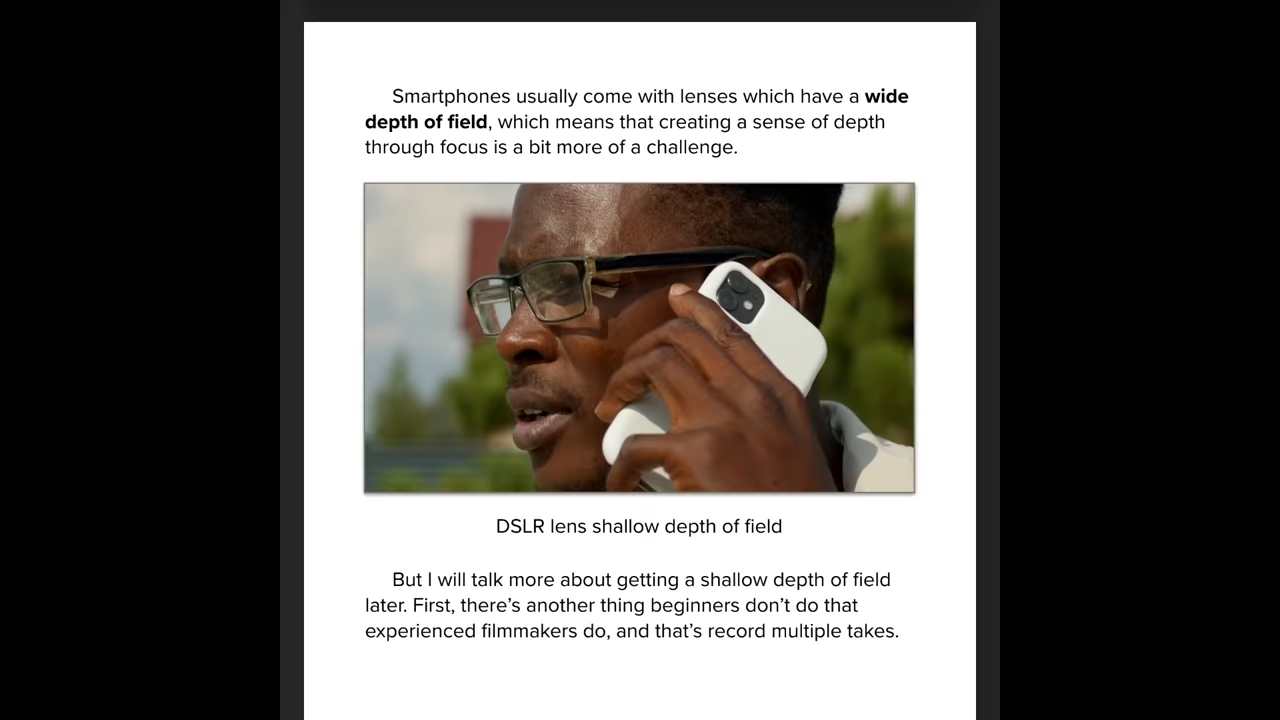 Smartphones usually come with lenses which have a wide
depth of field, which means that creating a sense of depth
through focus is a bit more of a challenge.
DSLR lens shallow depth of field
But I will talk more about getting a shallow depth of field
later. First, there’s another thing beginners don’t do that
experienced filmmakers do, and that’s record multiple takes.